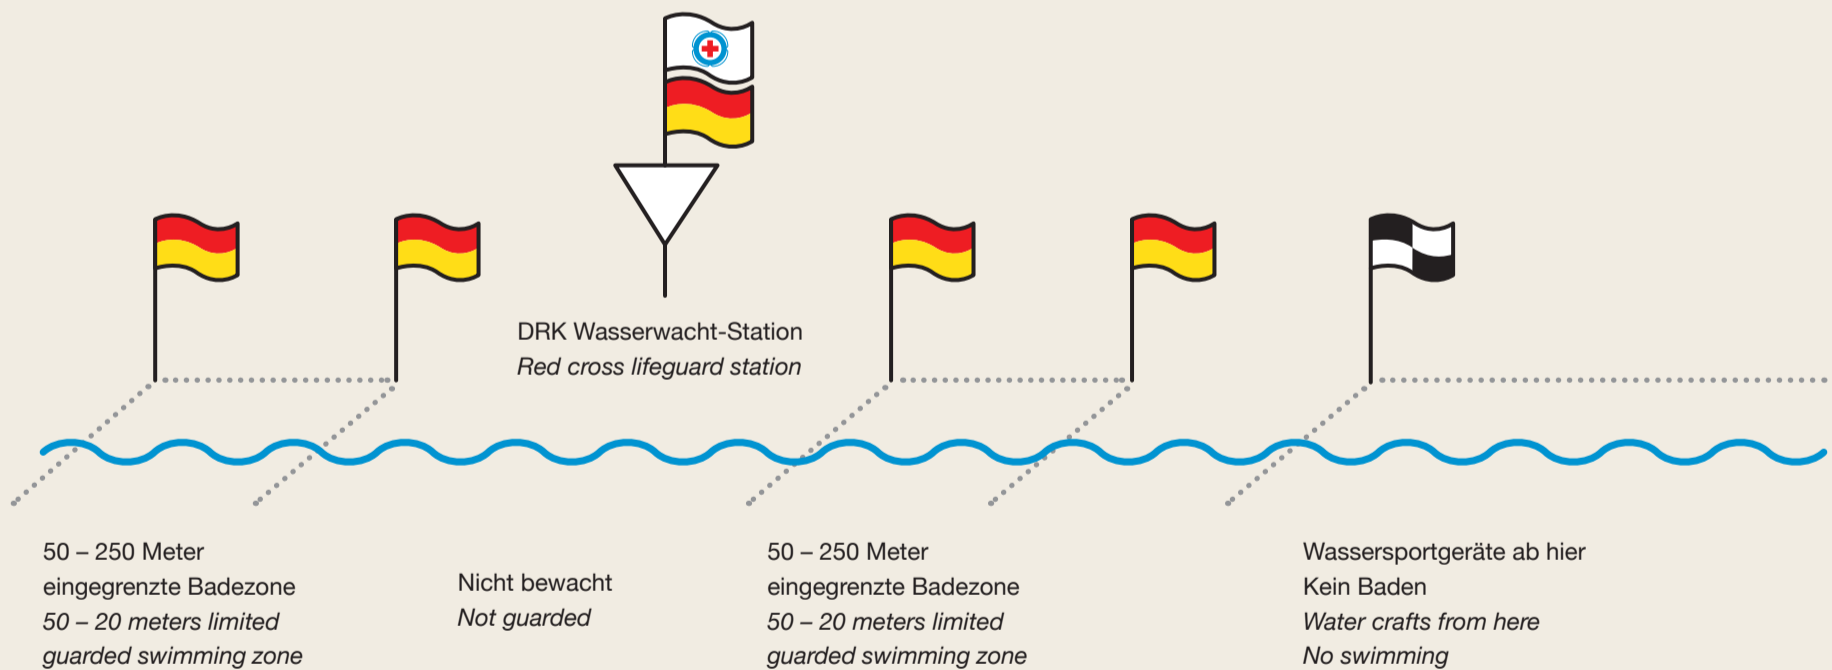 DRK Wasserwacht-Station
Red cross lifeguard station
50 – 250 Meter
eingegrenzte Badezone
50 – 20 meters limited
guarded swimming zone
Nicht bewacht
Not guarded
50 – 250 Meter
eingegrenzte Badezone
50 – 20 meters limited
guarded swimming zone
Wassersportgeräte ab hier
Kein Baden
Water crafts from here
No swimming